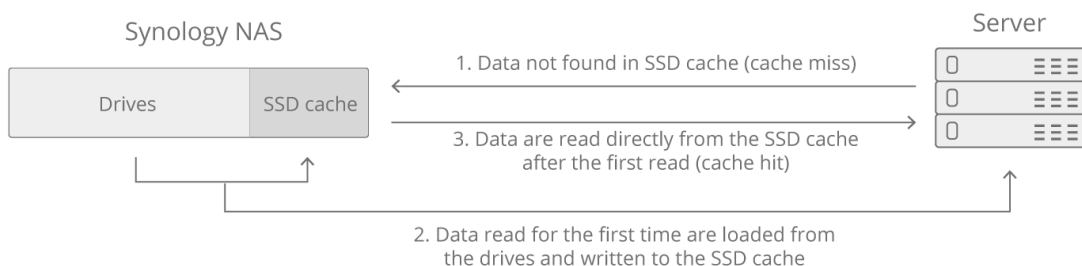 Synology NAS
Server
Drives
SSD cache
1. Data not found in SSD cache (cache miss)
3. Data are read directly from the SSD cache
after the first read (cache hit)
2. Data read for the first time are loaded from
the drives and written to the SSD cache